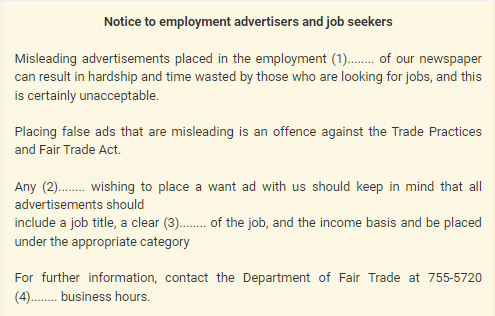 Notice to employment advertisers and job seekers
Misleading advertisements placed in the employment (1)........ of our newspaper
can result in hardship and time wasted by those who are looking for jobs, and this
is certainly unacceptable.
Placing false ads that are misleading is an offence against the Trade Practices
and Fair Trade Act.
Any (2)........ wishing to place a want ad with us should keep in mind that all
advertisements should
include a job title, a clear (3)........ of the job, and the income basis and be placed
under the appropriate category
For further information, contact the Department of Fair Trade at 755-5720
(4)........ business hours.